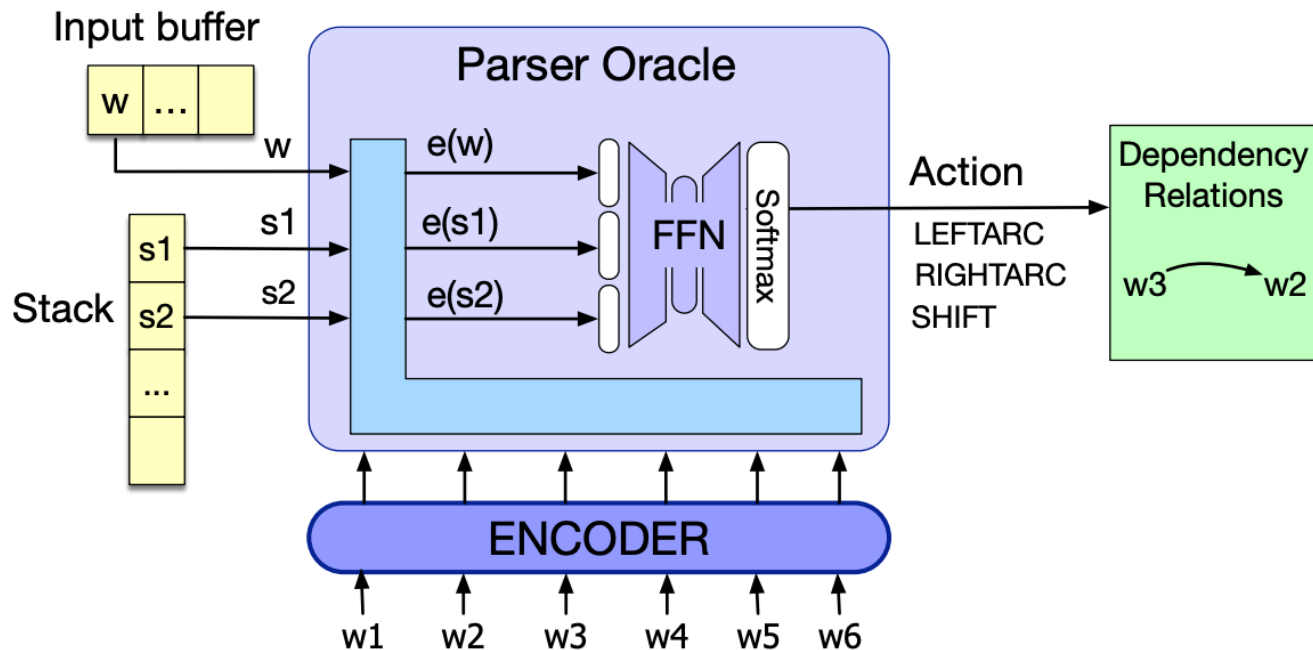 Input buffer
w ...
Parser Oracle
w
e(w)
s1
e(s1)
s2
e(s2)
Stack
s1
s2
...
FFN
Softmax
Action
LEFTARC
RIGHTARC
SHIFT
Dependency
Relations
w3 w2
ENCODER
w1 w2 w3 w4 w5 w6